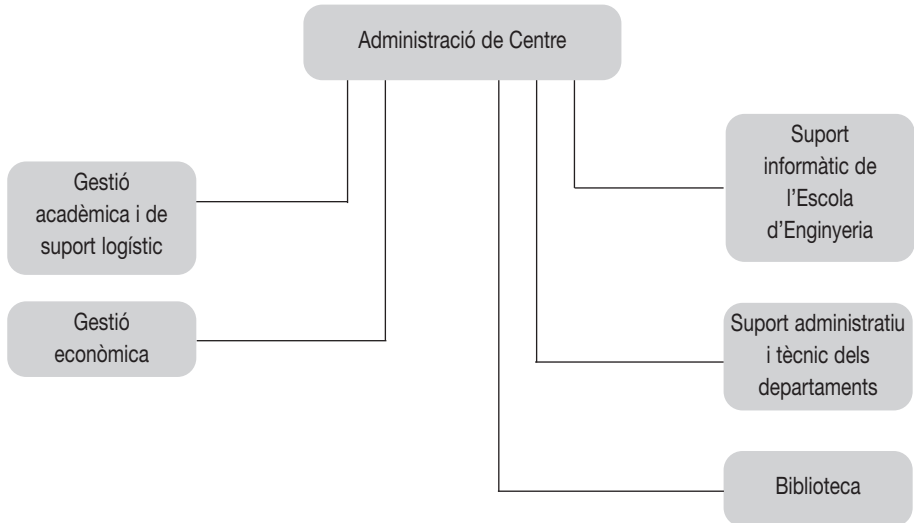 Administració de Centre
Gestió
acadèmica i de
suport logístic
Gestió
econòmica
Suport
informàtic de
l’Escola
d’Enginyeria
Suport administratiu
i tècnic dels
departaments
Biblioteca